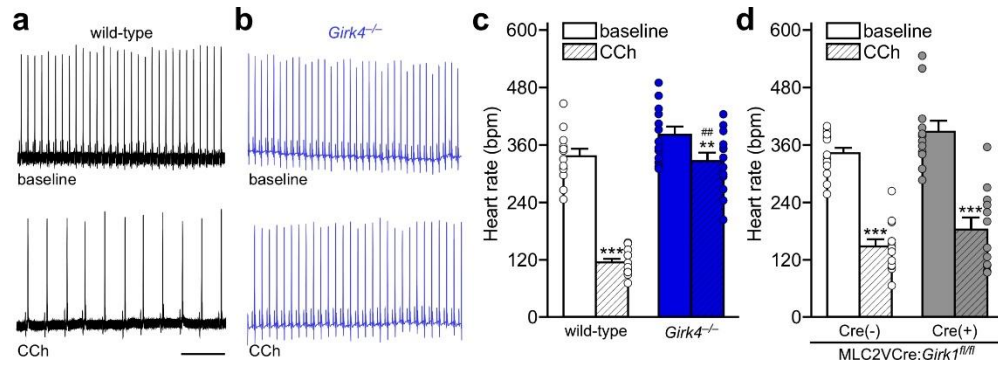 a
wild-type
baseline
CCh
b
Girk4–/–
baseline
CCh
c
baseline
CCh
Heart rate (bpm)
600
480
360
240
120
0
***
##
**
wild-type
Girk4–/–
d
baseline
CCh
Heart rate (bpm)
600
480
360
240
120
0
***
***
Cre(-)
Cre(+)
MLC2VCre:Girk1fl/fl